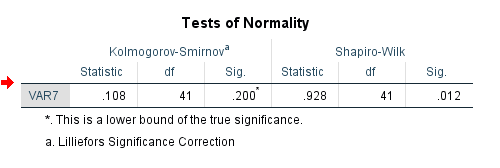 Tests of Normality
Kolmogorov-Smirnovᵃ Shapiro-Wilk
Statistic df Sig. Statistic df Sig.
VAR7 .108 41 .200* .928 41 .012
*. This is a lower bound of the true significance.
a. Lilliefors Significance Correction